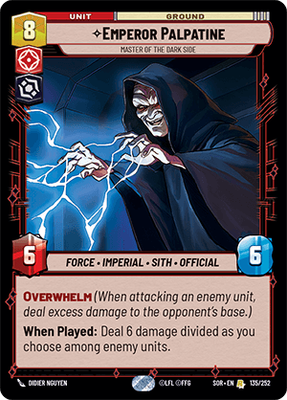 UNIT GROUND
8
✧EMPEROR PALPATINE
MASTER OF THE DARK SIDE
6 6
FORCE • IMPERIAL • SITH • OFFICIAL
OVERWHELM (When attacking an enemy unit,
deal excess damage to the opponent's base.)
When Played: Deal 6 damage divided as you
choose among enemy units.
DIDIER NGUYEN ©LFL ©FFG SOR • EN R 135/252